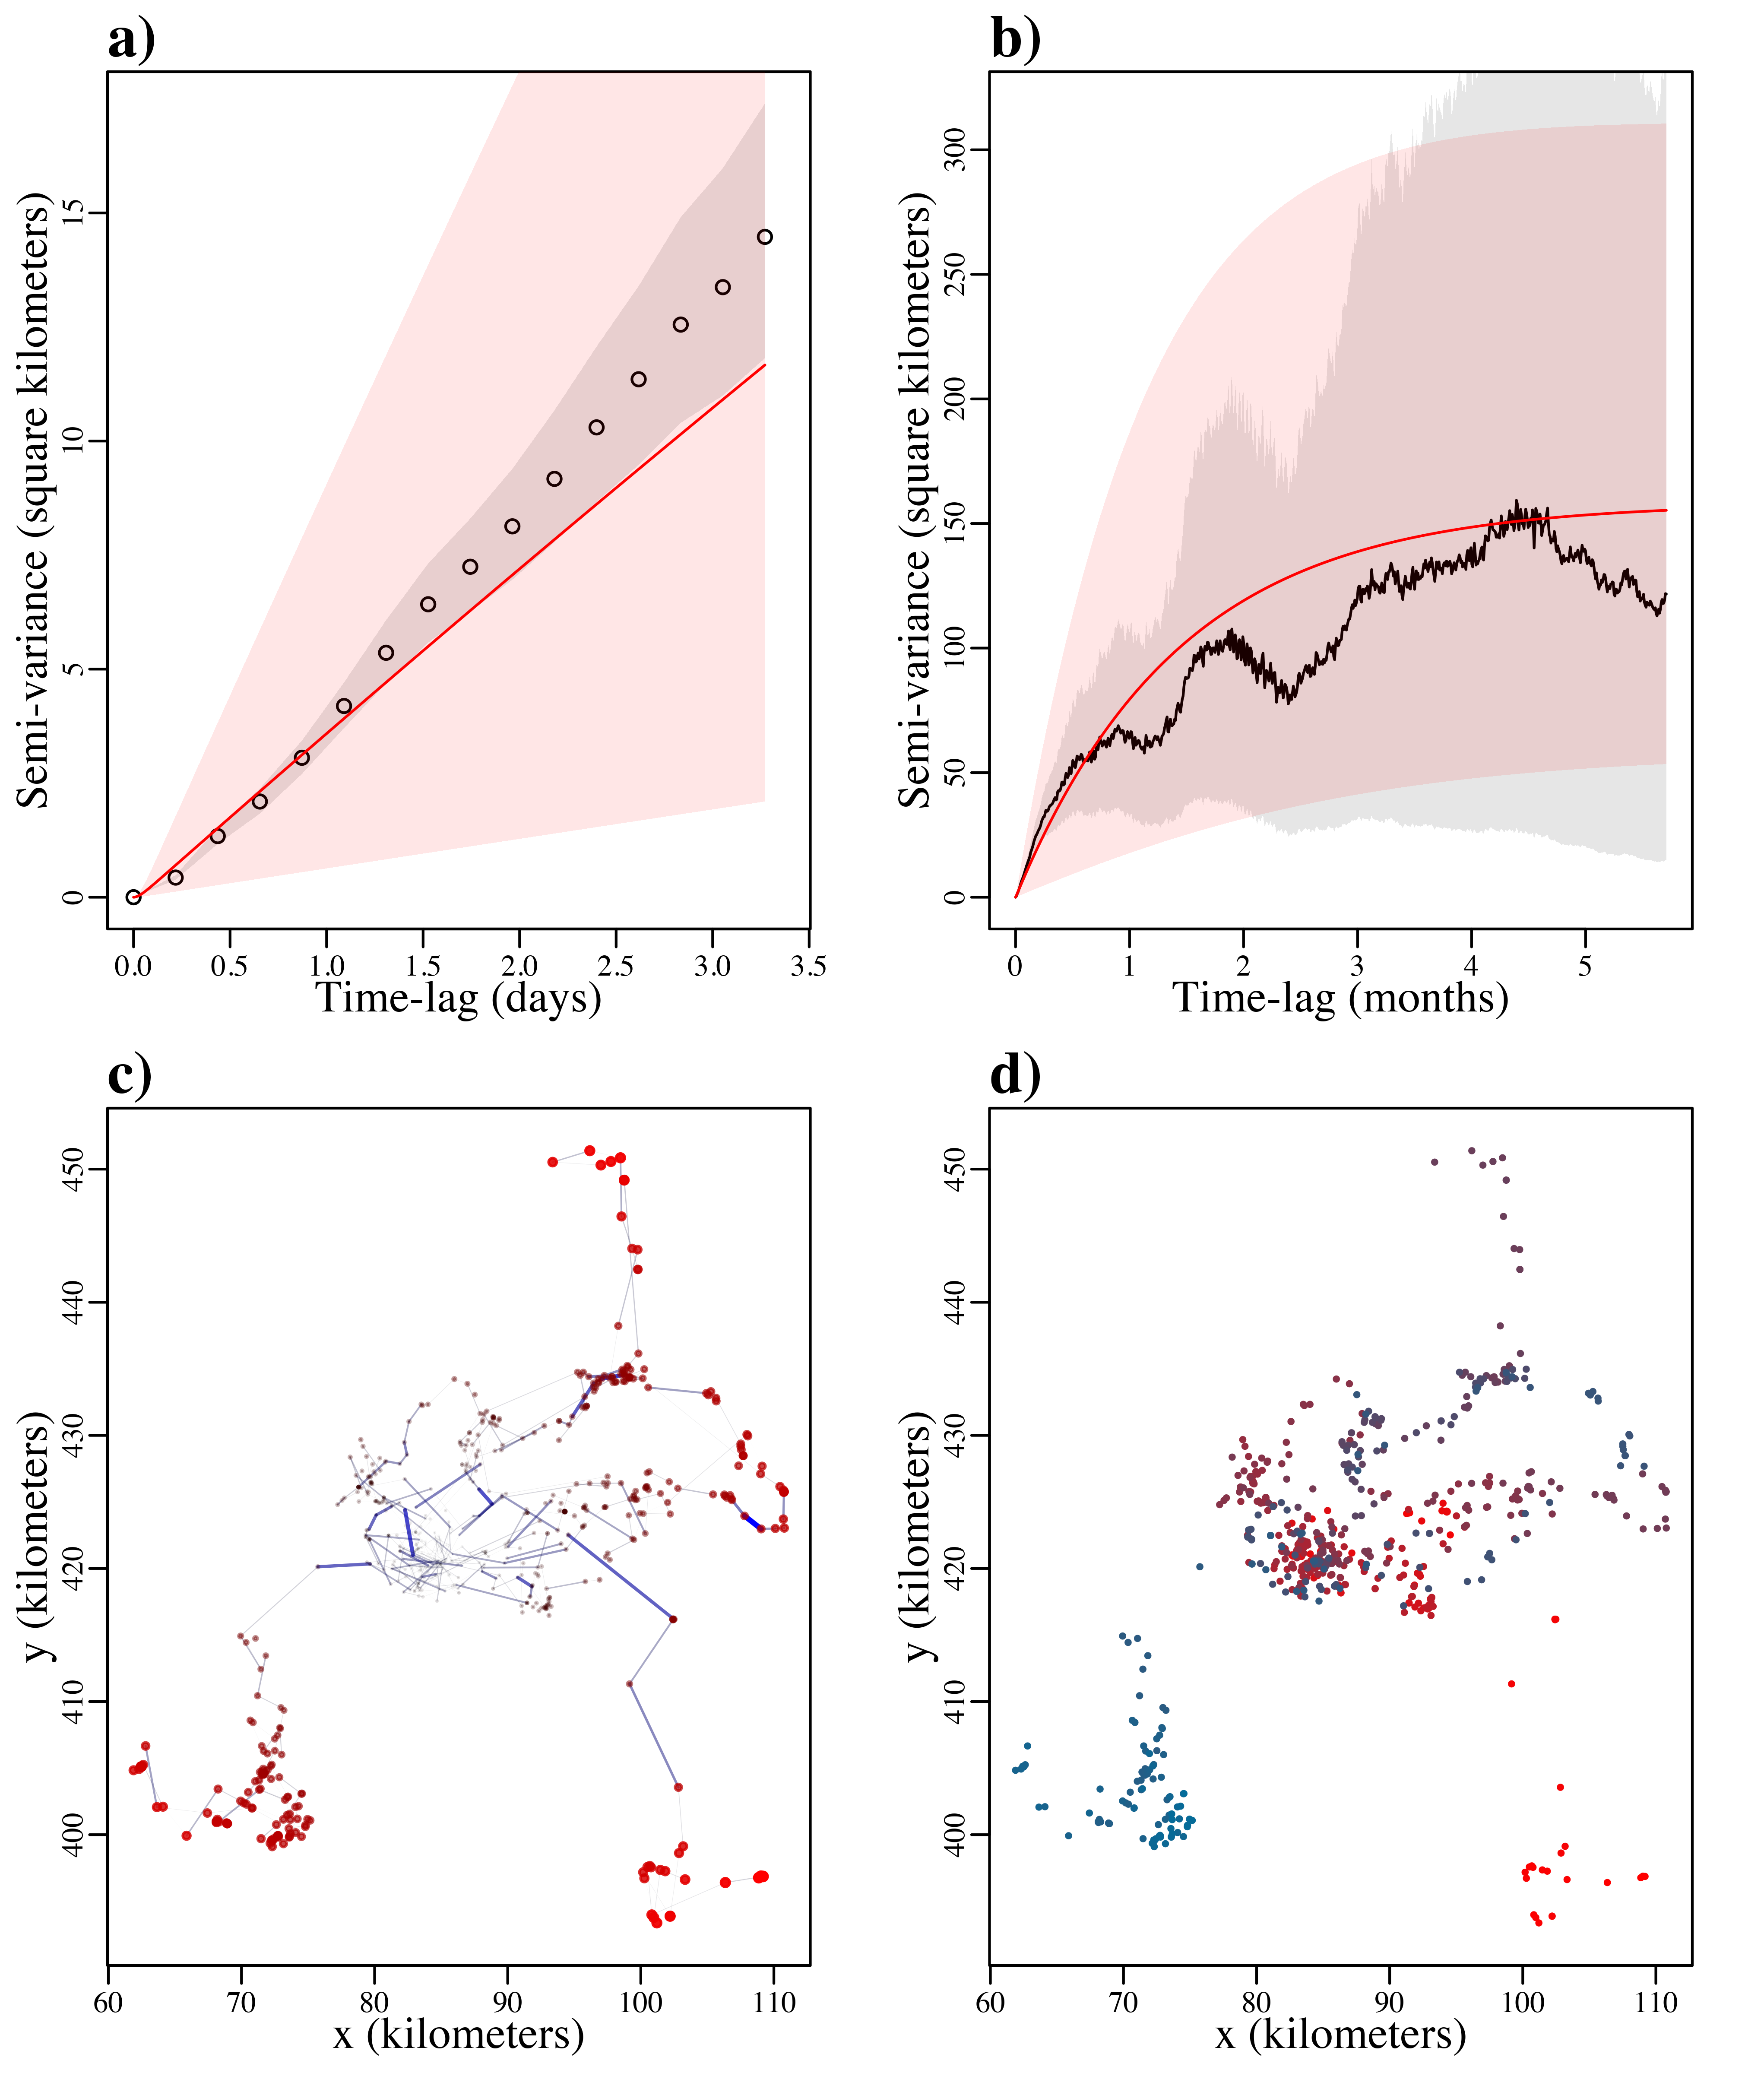 a)
Semi-variance (square kilometers)
0 5 10 15
0.0 0.5 1.0 1.5 2.0 2.5 3.0 3.5
Time-lag (days)
b)
Semi-variance (square kilometers)
0 50 100 150 200 250 300
0 1 2 3 4 5
Time-lag (months)
c)
y (kilometers)
400 410 420 430 440 450
60 70 80 90 100 110
x (kilometers)
d)
y (kilometers)
400 410 420 430 440 450
60 70 80 90 100 110
x (kilometers)